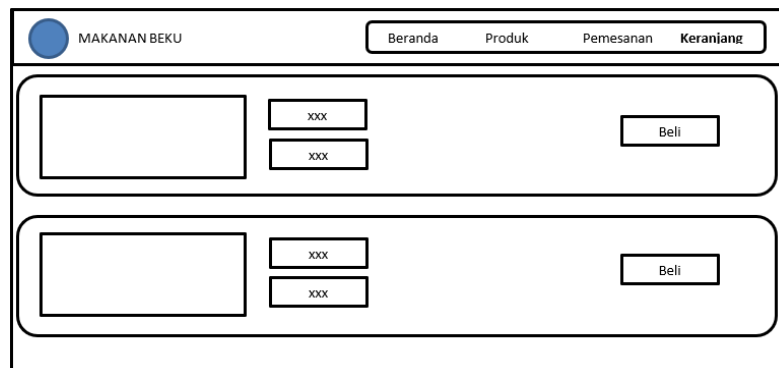 MAKANAN BEKU
Beranda Produk Pemesanan Keranjang
xxx
xxx
Beli
xxx
xxx
Beli